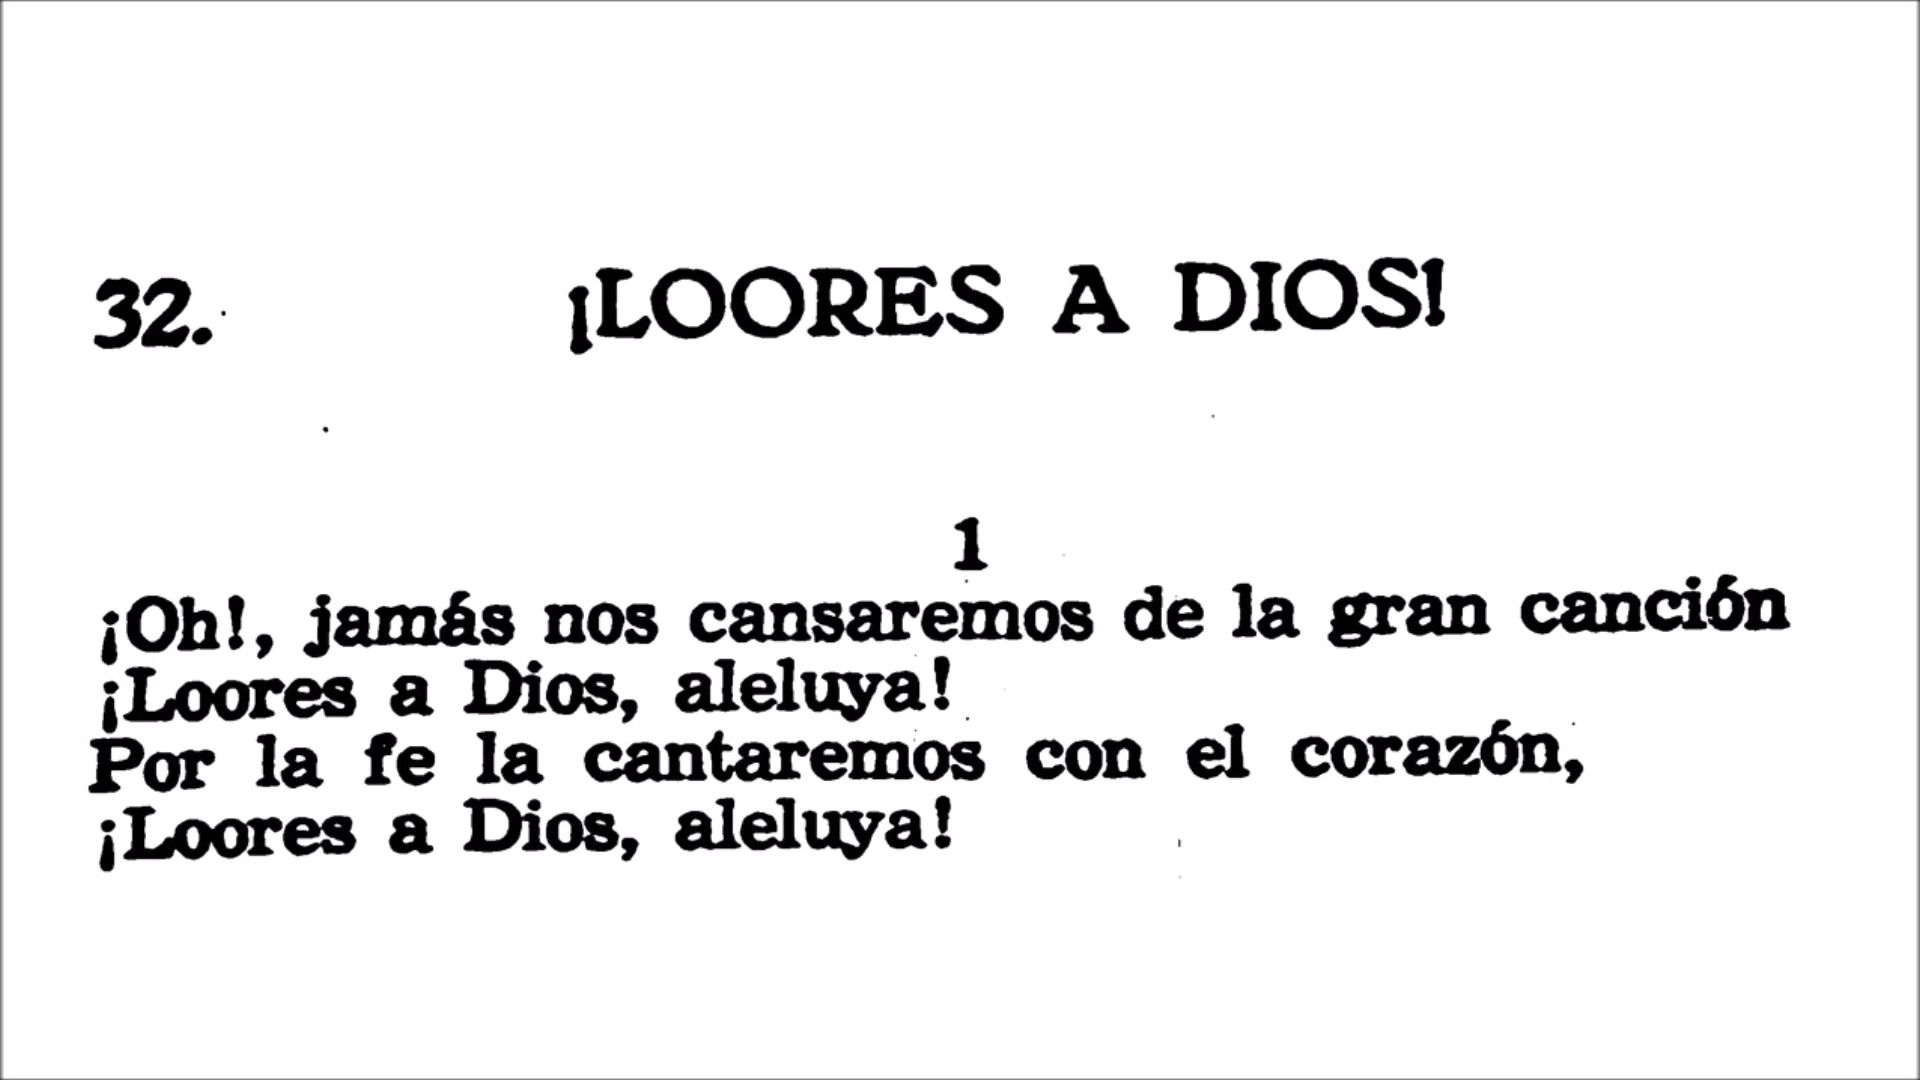 32. ¡LOORES A DIOS!
1
¡Oh!, jamás nos cansaremos de la gran canción
¡Loores a Dios, aleluya!
Por la fe la cantaremos con el corazón,
¡Loores a Dios, aleluya!